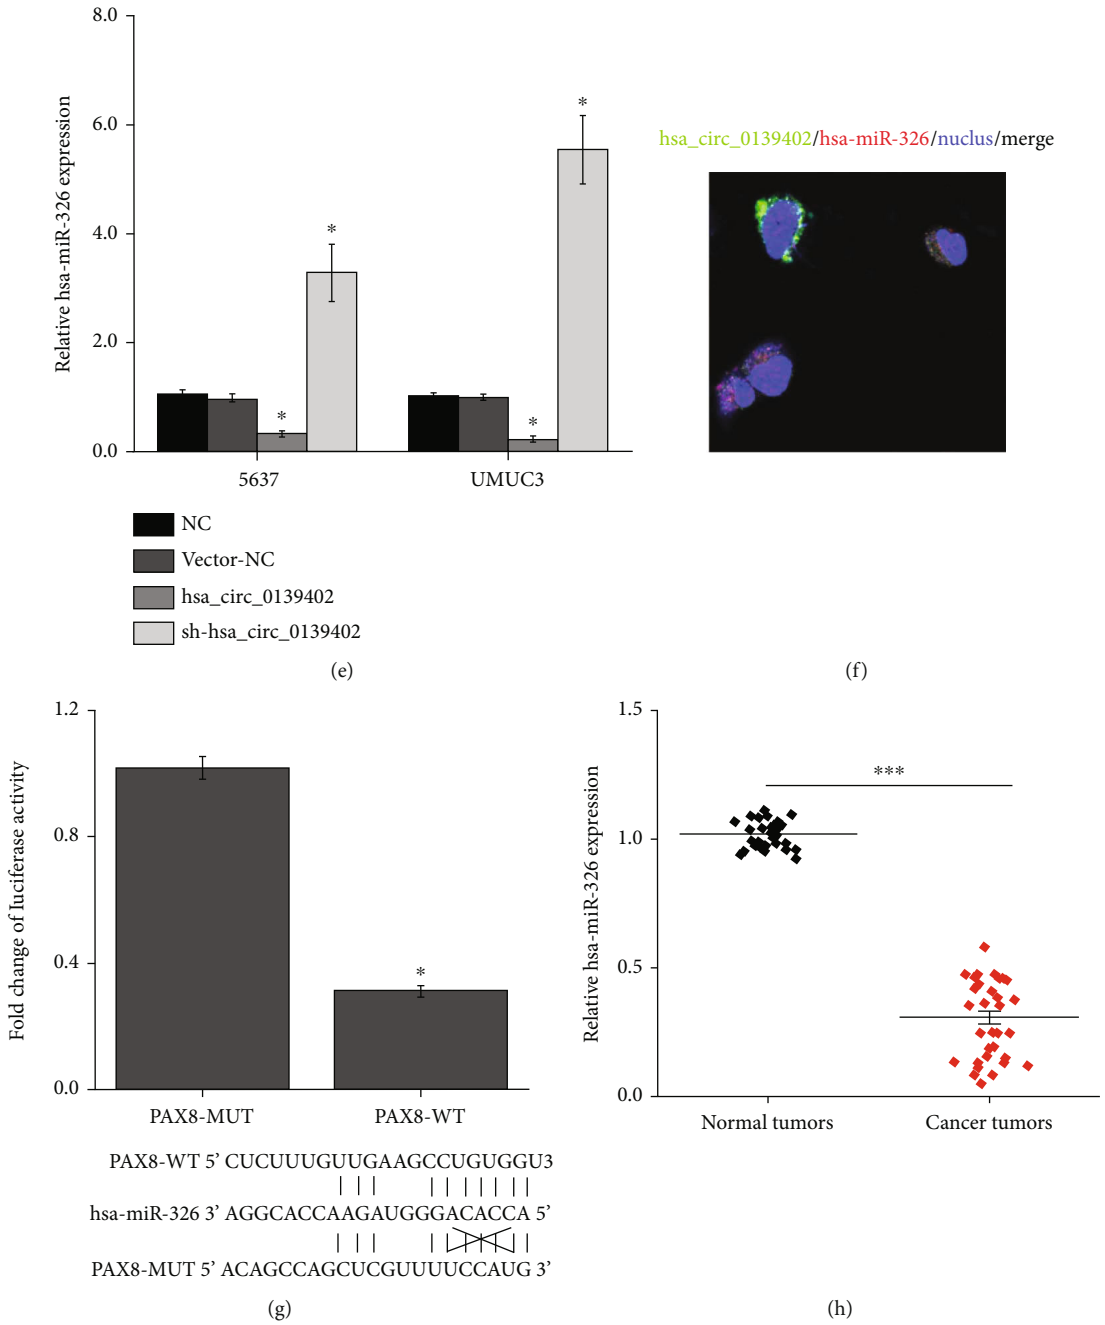 8.0
6.0
4.0
2.0
0.0
Relative hsa-miR-326 expression
*
*
*
*
5637
UMUC3
NC
Vector-NC
hsa_circ_0139402
sh-hsa_circ_0139402
(e)
hsa_circ_0139402/hsa-miR-326/nuclus/merge
(f)
1.2
0.8
0.4
0.0
Fold change of luciferase activity
*
PAX8-MUT
PAX8-WT
PAX8-WT 5’ CUCUUUGUUGAAGCCUGUGGU3
hsa-miR-326 3’ AGGCACCAAGAUGGGACACCA 5’
PAX8-MUT 5’ ACAGCCAGCUCGUUUUCCAUG 3’
(g)
1.5
1.0
0.5
0.0
Relative hsa-miR-326 expression
***
Normal tumors
Cancer tumors
(h)